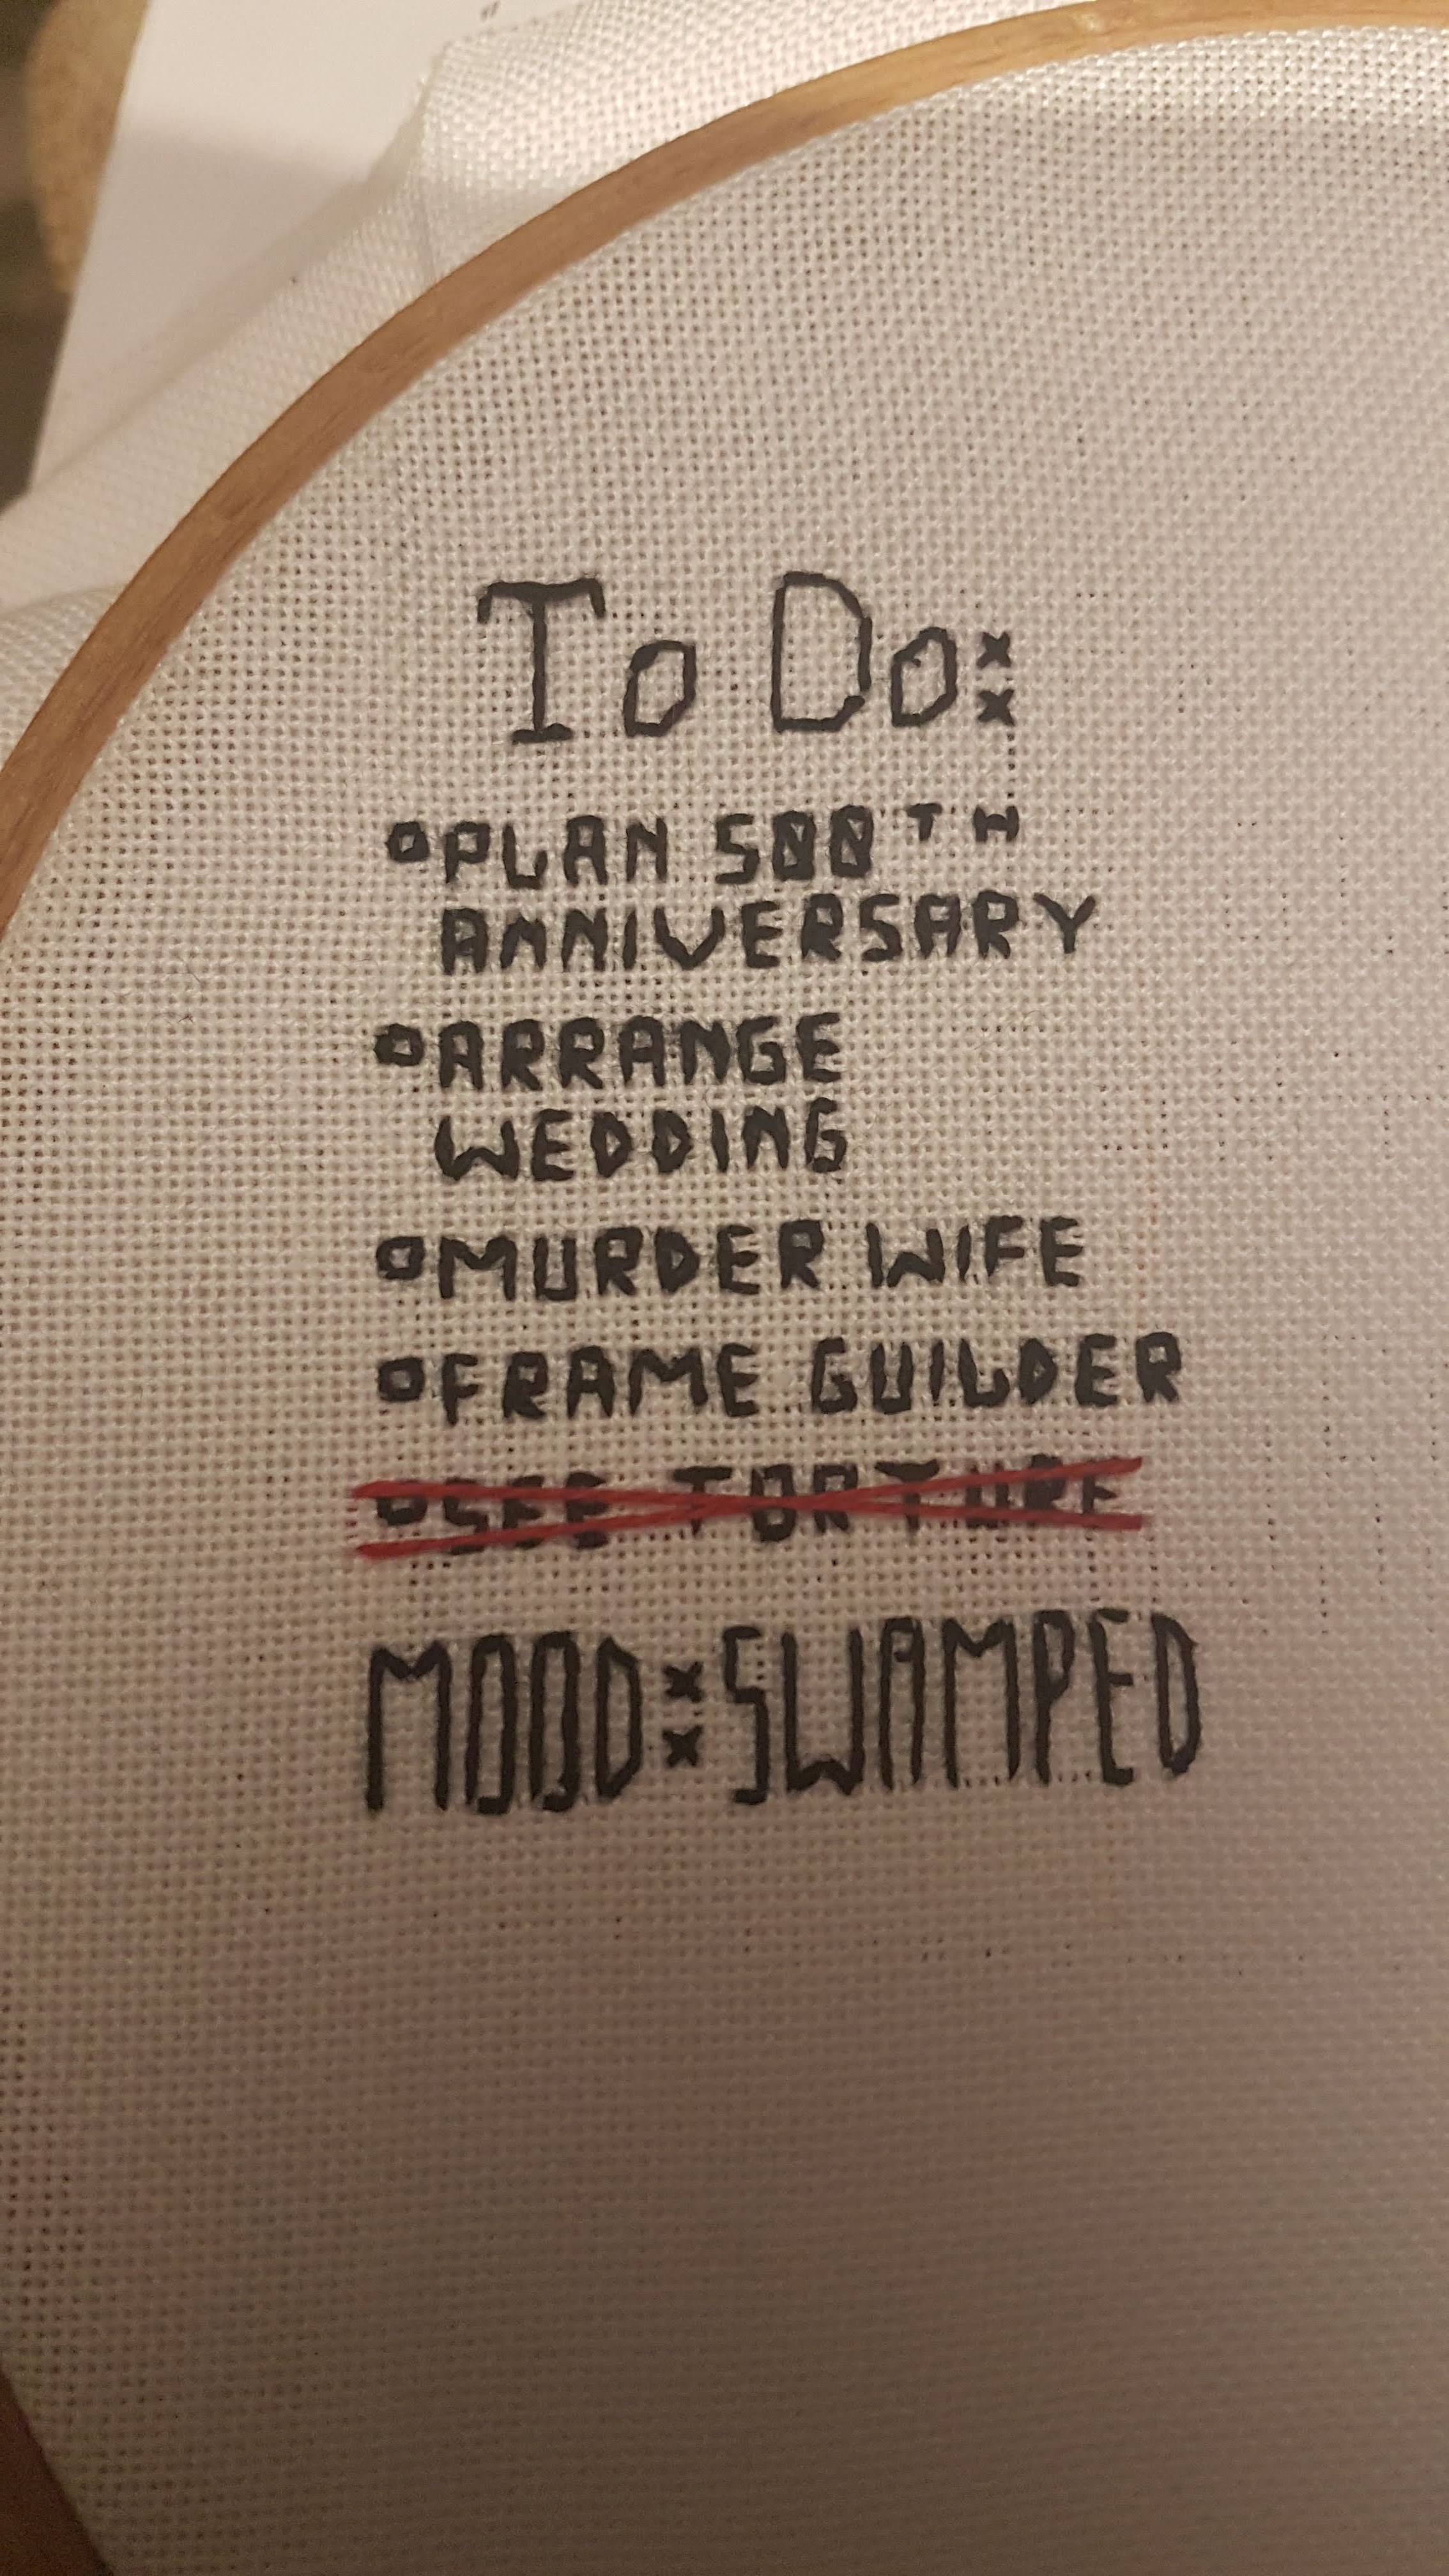 To Do:
•PLAN 500TH
ANNIVERSARY
•ARRANGE
WEDDING
•MURDER WIFE
•FRAME GUILDER
•SEE TORTURE
MOOD:SWAMPED